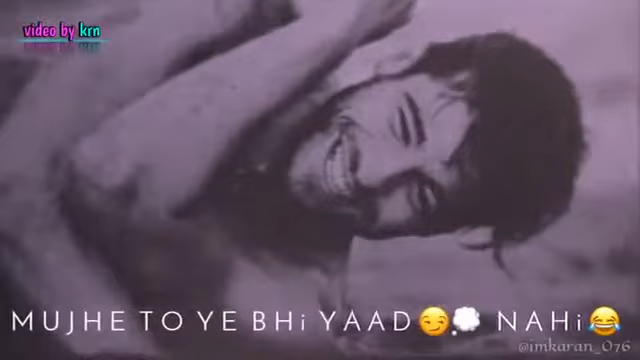 video by krn
MUJHE TO YE BHi YAAD😏💭 NAHi😂
@imkaran_076